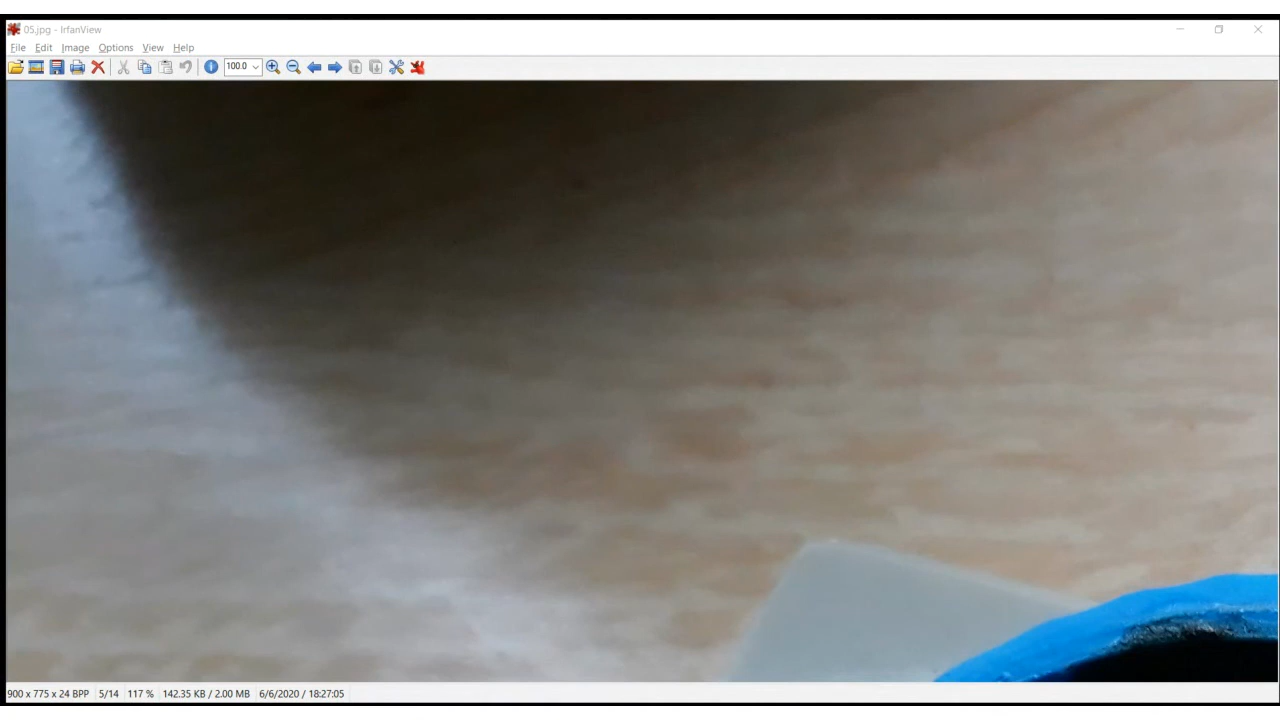 05.jpg - IrfanView
File Edit Image Options View Help
100.0
900 x 775 x 24 BPP 5/14 117 % 142.35 KB / 2.00 MB 6/6/2020 / 18:27:05